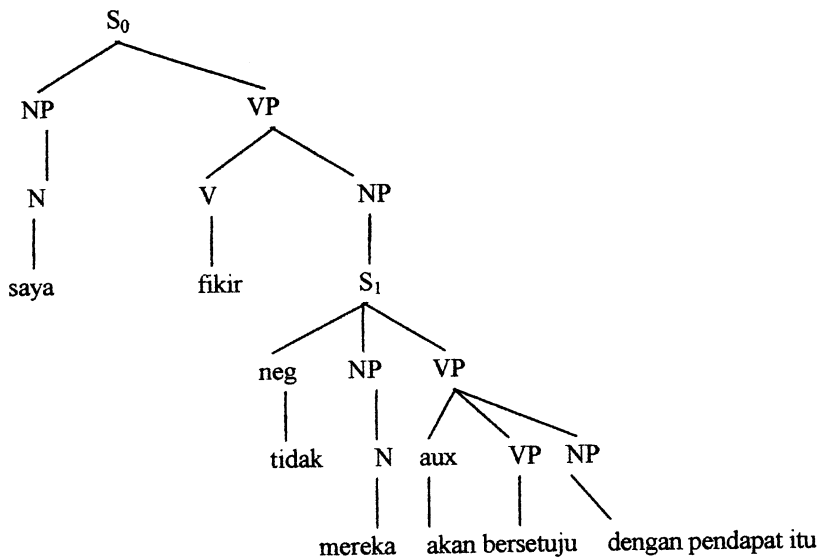 S₀
NP VP
N V NP
saya fikir S₁
neg NP VP
tidak N aux VP NP
mereka akan bersetuju dengan pendapat itu